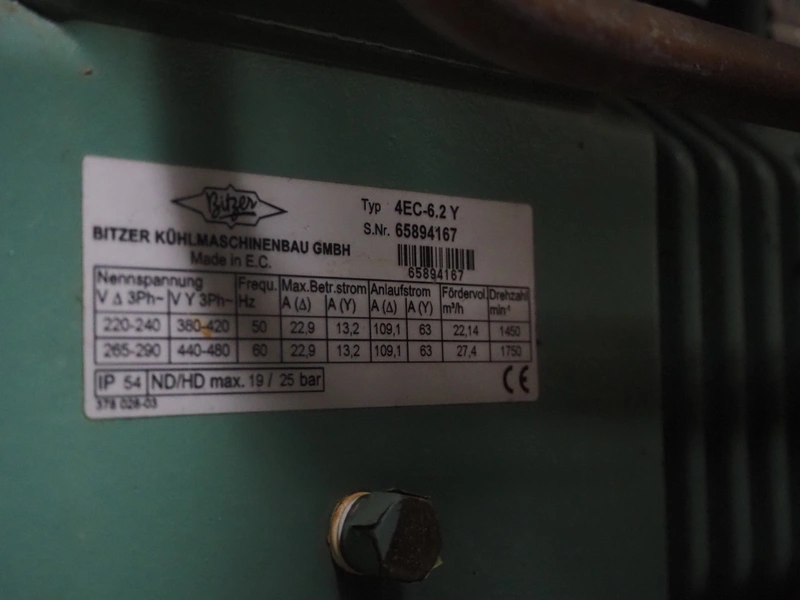 Bitzer
Typ 4EC-6.2 Y
S.Nr. 65894167
BITZER KÜHLMASCHINENBAU GMBH
Made in E.C.
65894167
Nennspannung Frequ. Max.Betr.strom Anlaufstrom Fördervol. Drehzahl
V Δ 3Ph~ V Y 3Ph~ Hz A (Δ) A (Y) A (Δ) A (Y) m³/h min⁻¹
220-240 380-420 50 22,9 13,2 109,1 63 22,14 1450
265-290 440-480 60 22,9 13,2 109,1 63 27,4 1750
IP 54 ND/HD max. 19 / 25 bar CE
378 028-03